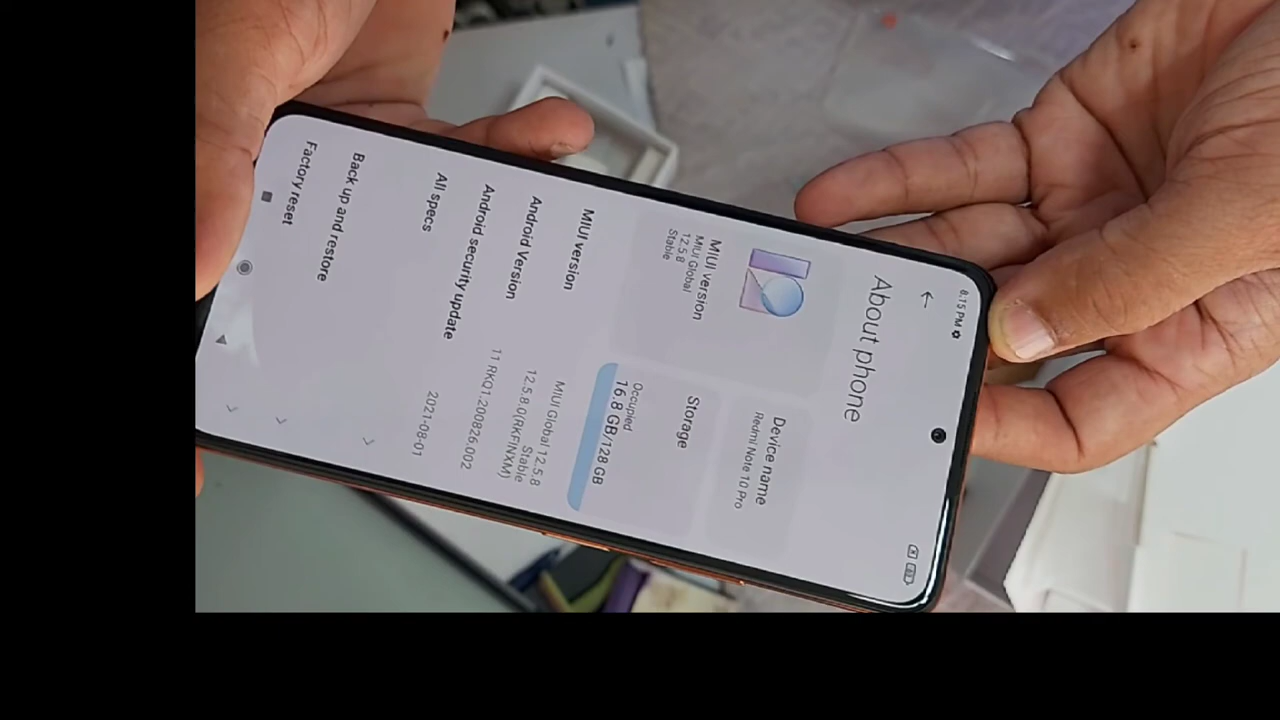 8:15 PM
About phone
MIUI version
MIUI Global
12.5.8
Stable
Device name
Redmi Note 10 Pro
Storage
Occupied
16.8 GB/128 GB
MIUI version
MIUI Global 12.5.8
12.5.8.0(RKFINXM)
Stable
Android Version
11 RKQ1.200826.002
Android security update
2021-08-01
All specs
Back up and restore
Factory reset